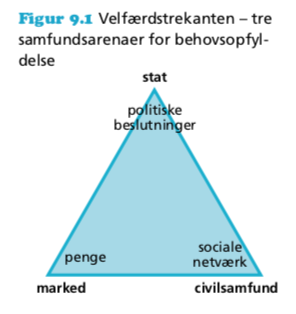 Figur 9.1 Velfærdstrekanten – tre
samfundsarenaer for behovsopfyl-
delse
stat
politiske
beslutninger
penge
sociale
netværk
marked
civilsamfund